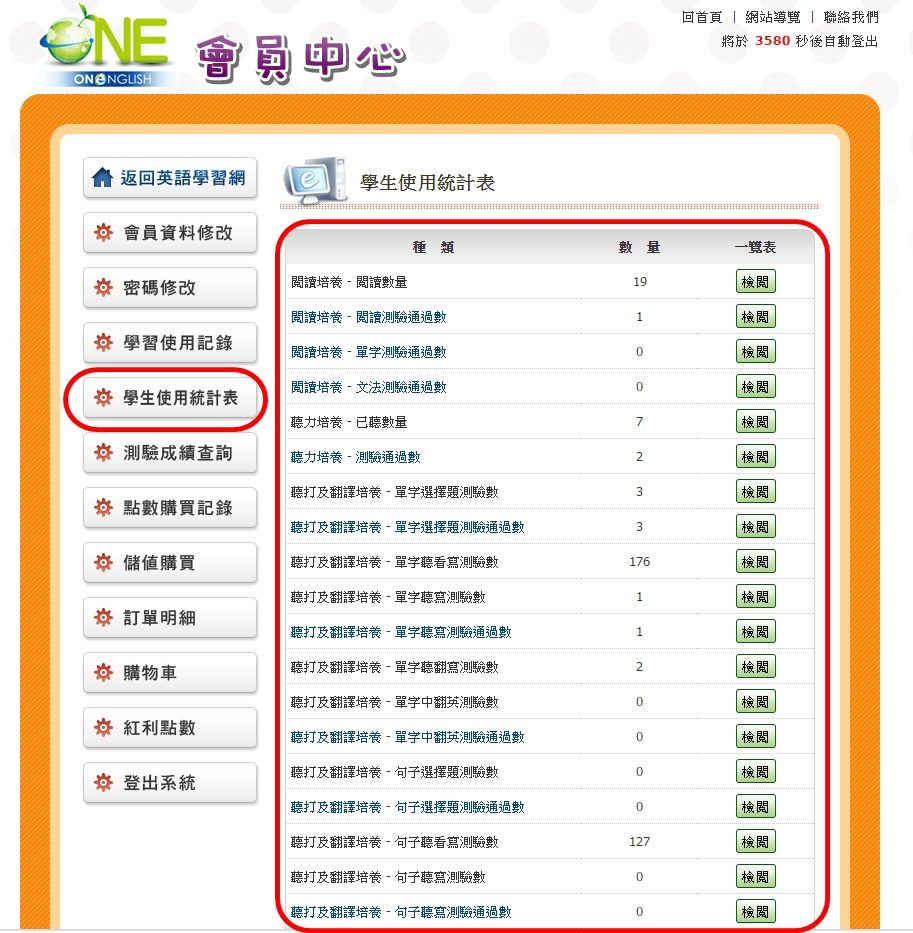 ONE
ONeNGLISH
會員中心
回首頁 | 網站導覽 | 聯絡我們
將於 3580 秒後自動登出
返回英語學習網
會員資料修改
密碼修改
學習使用記錄
學生使用統計表
測驗成績查詢
點數購買記錄
儲值購買
訂單明細
購物車
紅利點數
登出系統
學生使用統計表
種 類 數 量 一覽表
閱讀培養 - 閱讀數量 19 檢閱
閱讀培養 - 閱讀測驗通過數 1 檢閱
閱讀培養 - 單字測驗通過數 0 檢閱
閱讀培養 - 文法測驗通過數 0 檢閱
聽力培養 - 已聽數量 7 檢閱
聽力培養 - 測驗通過數 2 檢閱
聽打及翻譯培養 - 單字選擇題測驗數 3 檢閱
聽打及翻譯培養 - 單字選擇題測驗通過數 3 檢閱
聽打及翻譯培養 - 單字聽看寫測驗數 176 檢閱
聽打及翻譯培養 - 單字聽寫測驗數 1 檢閱
聽打及翻譯培養 - 單字聽寫測驗通過數 1 檢閱
聽打及翻譯培養 - 單字聽翻寫測驗數 2 檢閱
聽打及翻譯培養 - 單字中翻英測驗數 0 檢閱
聽打及翻譯培養 - 單字中翻英測驗通過數 0 檢閱
聽打及翻譯培養 - 句子選擇題測驗數 0 檢閱
聽打及翻譯培養 - 句子選擇題測驗通過數 0 檢閱
聽打及翻譯培養 - 句子聽看寫測驗數 127 檢閱
聽打及翻譯培養 - 句子聽寫測驗數 0 檢閱
聽打及翻譯培養 - 句子聽寫測驗通過數 0 檢閱